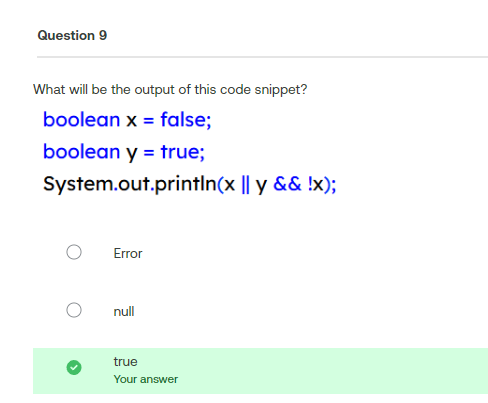 Question 9
What will be the output of this code snippet?
boolean x = false;
boolean y = true;
System.out.println(x || y && !x);
Error
null
true
Your answer